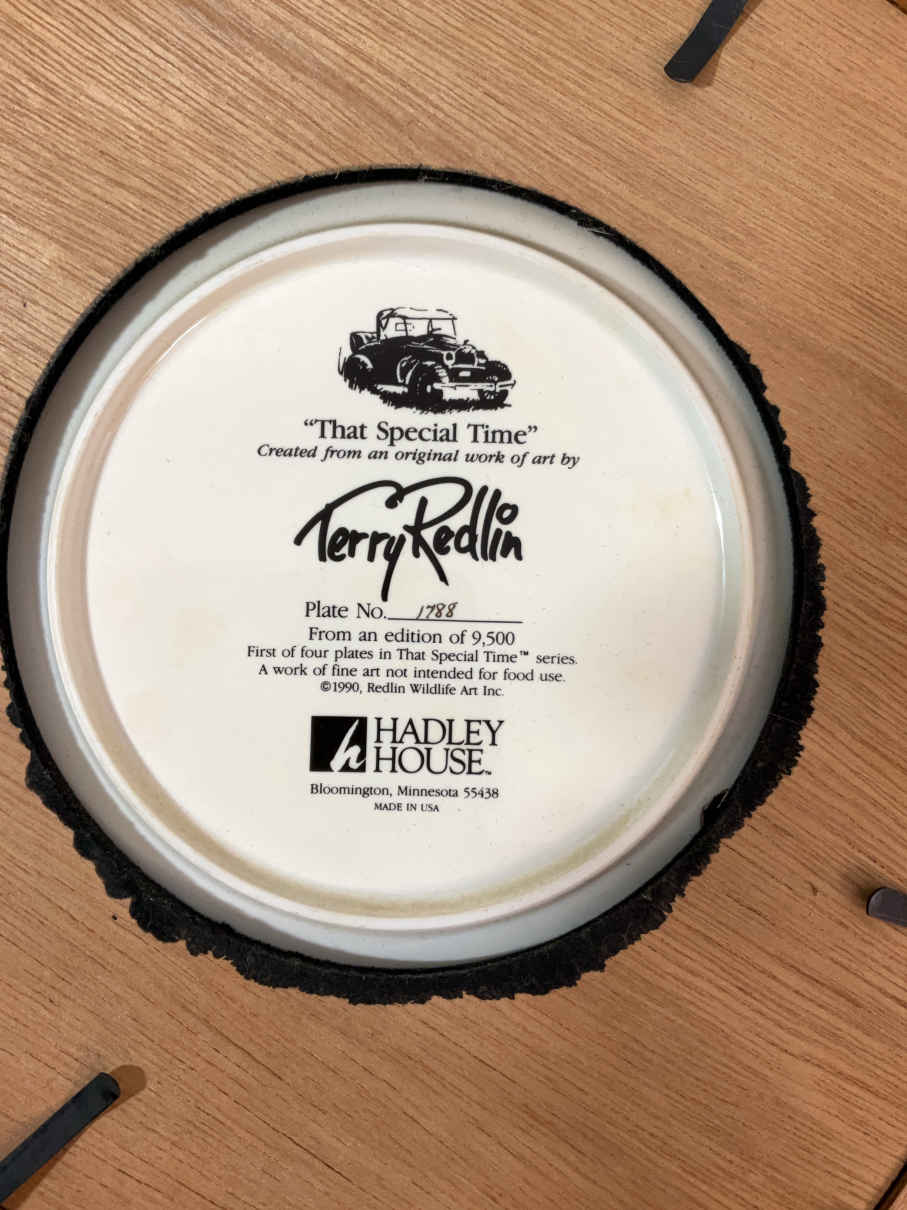 "That Special Time"
Created from an original work of art by
Terry Redlin
Plate No. 1788
From an edition of 9,500
First of four plates in That Special Time™ series.
A work of fine art not intended for food use.
©1990, Redlin Wildlife Art Inc.
h HADLEY
HOUSE™
Bloomington, Minnesota 55438
MADE IN USA